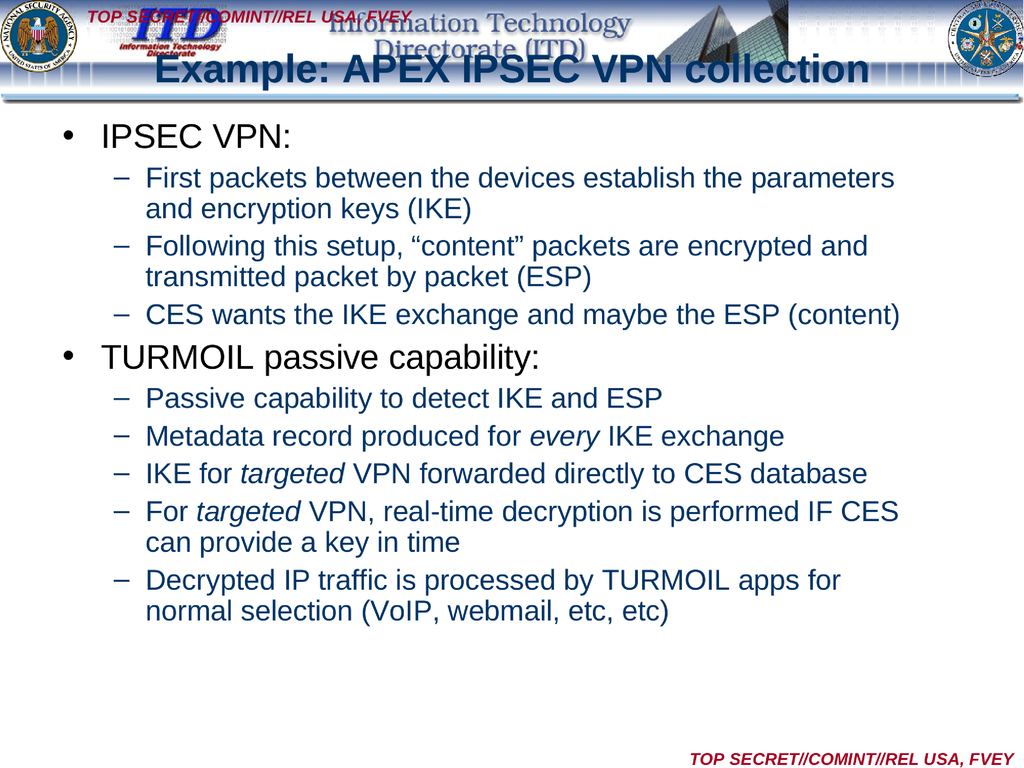 TOP SECRET//COMINT//REL USA, FVEY
ITD
Information Technology
Directorate
Information Technology
Directorate (ITD)
Example: APEX IPSEC VPN collection
• IPSEC VPN:
– First packets between the devices establish the parameters
and encryption keys (IKE)
– Following this setup, “content” packets are encrypted and
transmitted packet by packet (ESP)
– CES wants the IKE exchange and maybe the ESP (content)
• TURMOIL passive capability:
– Passive capability to detect IKE and ESP
– Metadata record produced for every IKE exchange
– IKE for targeted VPN forwarded directly to CES database
– For targeted VPN, real-time decryption is performed IF CES
can provide a key in time
– Decrypted IP traffic is processed by TURMOIL apps for
normal selection (VoIP, webmail, etc, etc)
TOP SECRET//COMINT//REL USA, FVEY